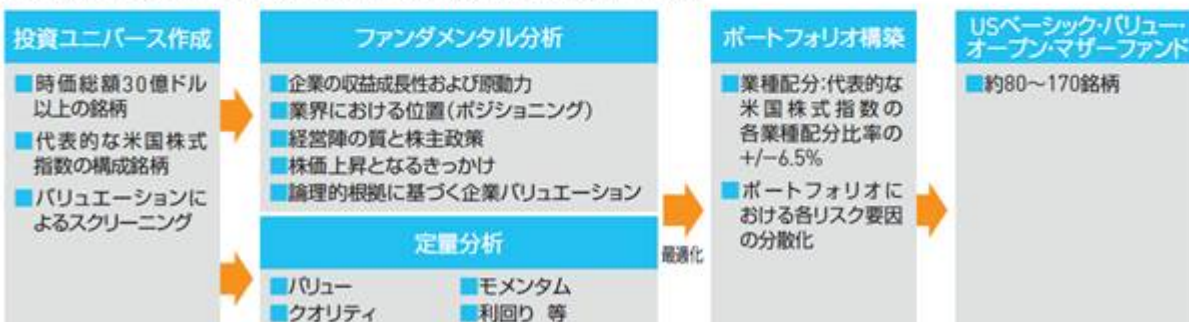 投資ユニバース作成
■時価総額30億ドル
以上の銘柄
■代表的な米国株式
指数の構成銘柄
■バリュエーションに
よるスクリーニング
ファンダメンタル分析
■企業の収益成長性および原動力
■業界における位置(ポジショニング)
■経営陣の質と株主政策
■株価上昇となるきっかけ
■論理的根拠に基づく企業バリュエーション
定量分析
■バリュー ■モメンタム
■クオリティ ■利回り 等
最適化
ポートフォリオ構築
■業種配分:代表的な
米国株式指数の
各業種配分比率の
+/−6.5%
■ポートフォリオに
おける各リスク要因
の分散化
USベーシック・バリュー・
オープン・マザーファンド
■約80〜170銘柄